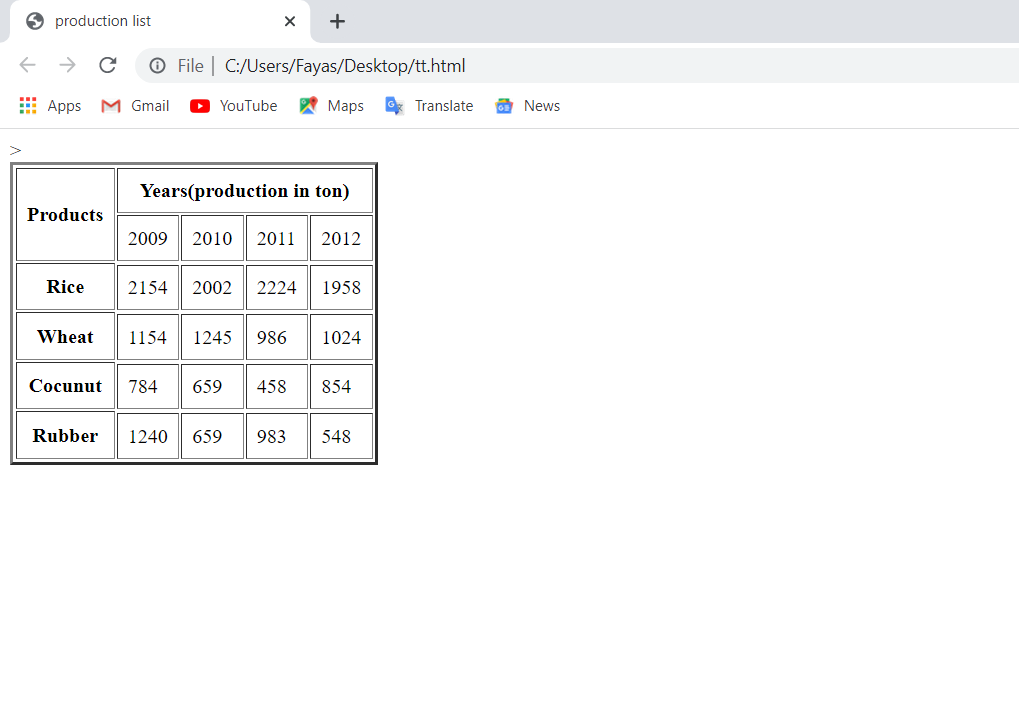 production list
File | C:/Users/Fayas/Desktop/tt.html
Apps Gmail YouTube Maps Translate News
>
Products Years(production in ton)
2009 2010 2011 2012
Rice 2154 2002 2224 1958
Wheat 1154 1245 986 1024
Cocunut 784 659 458 854
Rubber 1240 659 983 548